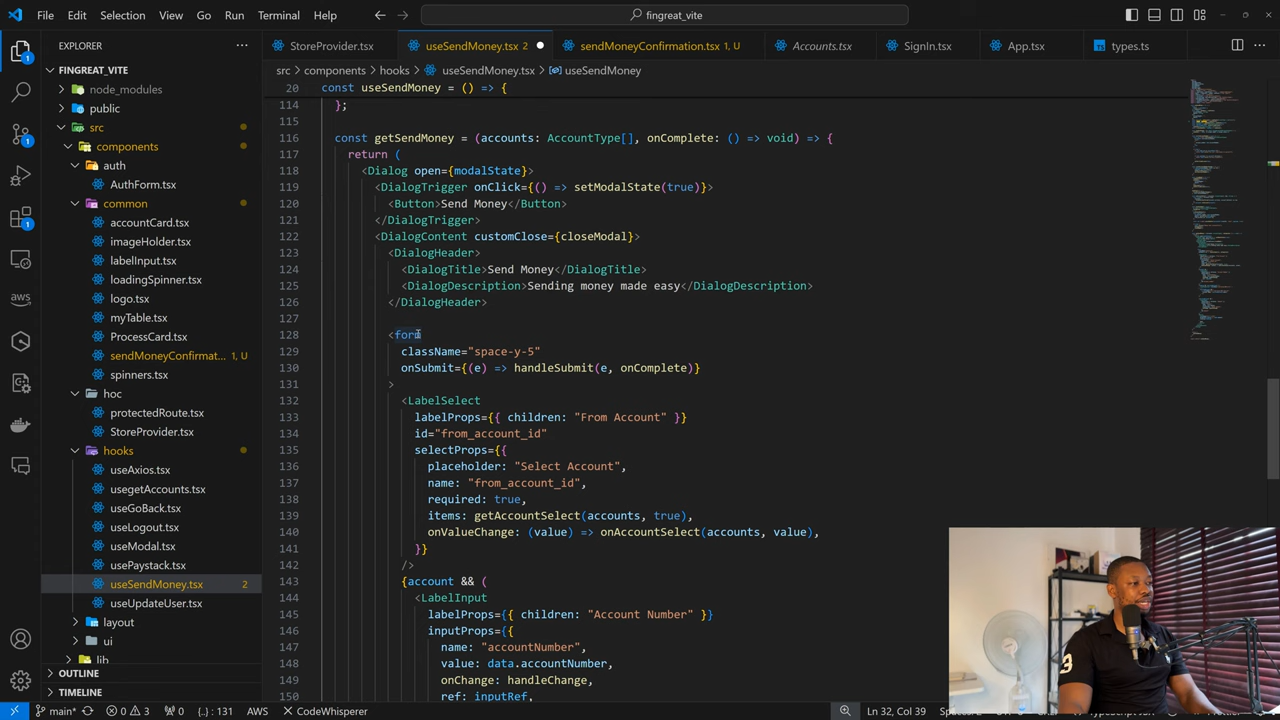 File Edit Selection View Go Run Terminal Help
fingreat_vite
EXPLORER
StoreProvider.tsx
useSendMoney.tsx 2
sendMoneyConfirmation.tsx 1, U
Accounts.tsx
SignIn.tsx
App.tsx
types.ts
FINGREAT_VITE
src > components > hooks > useSendMoney.tsx > useSendMoney
node_modules
public
src
components
auth
AuthForm.tsx
common
accountCard.tsx
imageHolder.tsx
labelInput.tsx
loadingSpinner.tsx
logo.tsx
myTable.tsx
ProcessCard.tsx
sendMoneyConfirmat... 1, U
spinners.tsx
hoc
protectedRoute.tsx
StoreProvider.tsx
hooks
useAxios.tsx
usegetAccounts.tsx
useGoBack.tsx
useLogout.tsx
useModal.tsx
usePaystack.tsx
useSendMoney.tsx 2
useUpdateUser.tsx
layout
ui
lib
OUTLINE
TIMELINE
aws
20 const useSendMoney = () => {
114 };
115
116 const getSendMoney = (accounts: AccountType[], onComplete: () => void) => {
117 return (
118 <Dialog open={modalState}>
119 <DialogTrigger onClick={() => setModalState(true)}>
120 <Button>Send Money</Button>
121 </DialogTrigger>
122 <DialogContent customClose={closeModal}>
123 <DialogHeader>
124 <DialogTitle>Send Money</DialogTitle>
125 <DialogDescription>Sending money made easy</DialogDescription>
126 </DialogHeader>
127
128 <form
129 className="space-y-5"
130 onSubmit={(e) => handleSubmit(e, onComplete)}
131 >
132 <LabelSelect
133 labelProps={{ children: "From Account" }}
134 id="from_account_id"
135 selectProps={{
136 placeholder: "Select Account",
137 name: "from_account_id",
138 required: true,
139 items: getAccountSelect(accounts, true),
140 onValueChange: (value) => onAccountSelect(accounts, value),
141 }}
142 />
143 {account && (
144 <LabelInput
145 labelProps={{ children: "Account Number" }}
146 inputProps={{
147 name: "accountNumber",
148 value: data.accountNumber,
149 onChange: handleChange,
150 ref: inputRef,
main* 0 3 0 {..}: 131 AWS CodeWhisperer
Ln 32, Col 39